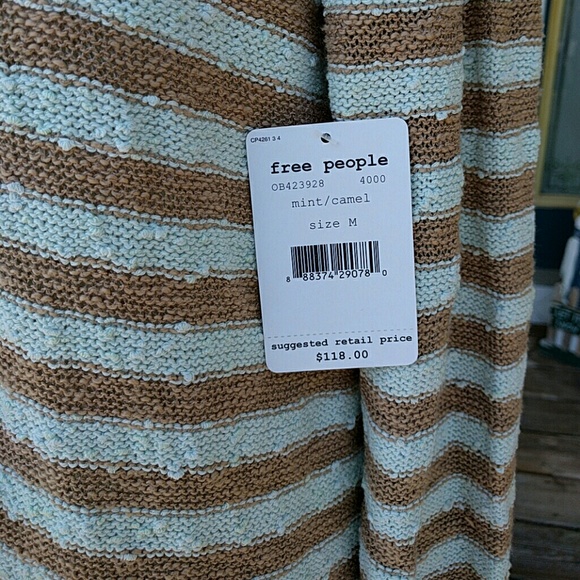 CP4261 3 4
free people
OB423928 4000
mint/camel
size M
8 88374 29078 0
suggested retail price
$118.00